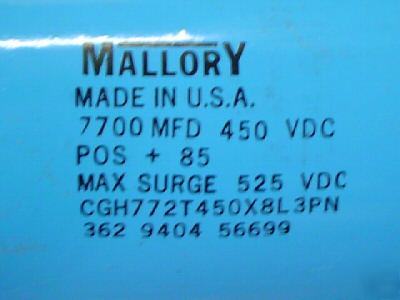 MALLORY
MADE IN U.S.A.
7700 MFD 450 VDC
POS + 85
MAX SURGE 525 VDC
CGH772T450X8L3PN
362 9404 56699